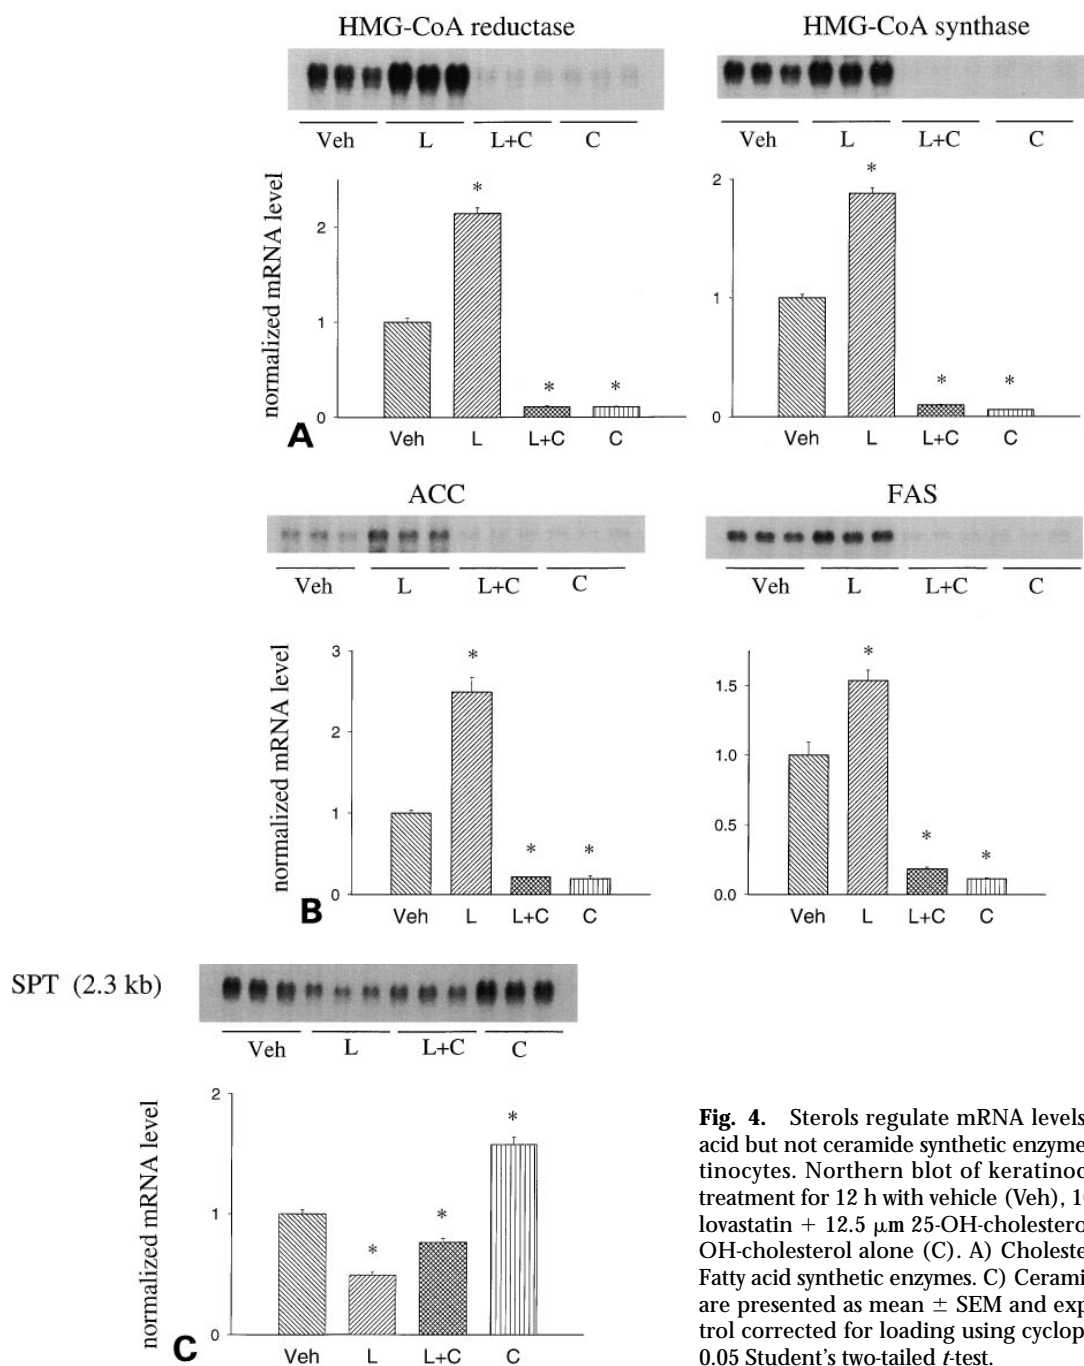 HMG-CoA reductase
HMG-CoA synthase
Veh L L+C C
Veh L L+C C
normalized mRNA level
2
1
0
* * *
Veh L L+C C
2
1
0
* * *
Veh L L+C C
A
ACC
FAS
Veh L L+C C
Veh L L+C C
normalized mRNA level
3
2
1
0
* * *
Veh L L+C C
1.5
1.0
0.5
0.0
* * *
Veh L L+C C
B
SPT (2.3 kb)
Veh L L+C C
normalized mRNA level
2
1
0
* * *
Veh L L+C C
C
Fig. 4. Sterols regulate mRNA levels
acid but not ceramide synthetic enzyme
tinocytes. Northern blot of keratinoc
treatment for 12 h with vehicle (Veh), 1
lovastatin + 12.5 μm 25-OH-cholestero
OH-cholesterol alone (C). A) Choleste
Fatty acid synthetic enzymes. C) Cerami
are presented as mean ± SEM and exp
trol corrected for loading using cyclop
0.05 Student's two-tailed t-test.